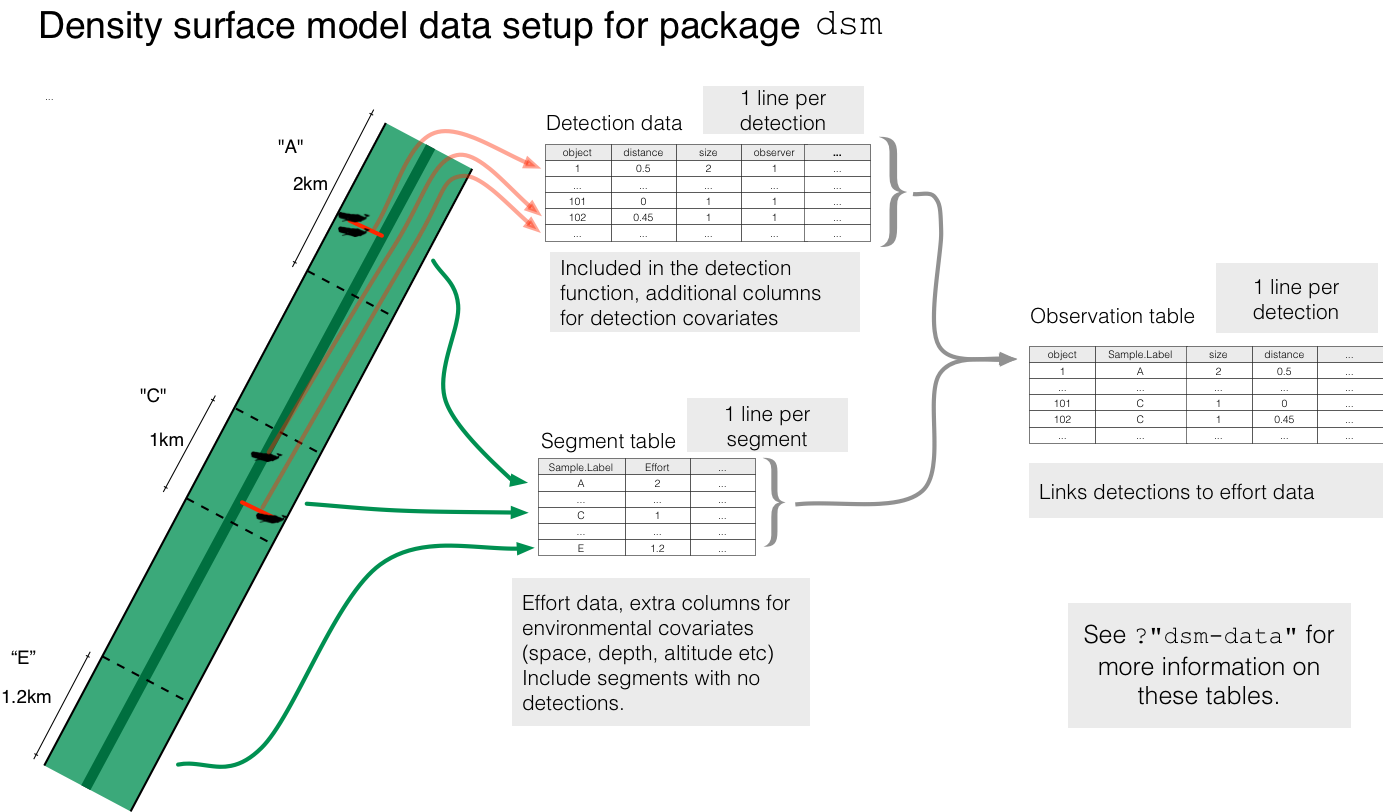 Density surface model data setup for package dsm
...
"A"
2km
"C"
1km
“E”
1.2km
Detection data
1 line per
detection
object distance size observer ...
1 0.5 2 1 ...
... ... ... ... ...
101 0 1 1 ...
102 0.45 1 1 ...
... ... ... ... ...
Included in the detection
function, additional columns
for detection covariates
Segment table
1 line per
segment
Sample.Label Effort ...
A 2 ...
... ... ...
C 1 ...
... ... ...
E 1.2 ...
Effort data, extra columns for
environmental covariates
(space, depth, altitude etc)
Include segments with no
detections.
Observation table
1 line per
detection
object Sample.Label size distance ...
1 A 2 0.5 ...
... ... ... ... ...
101 C 1 0 ...
102 C 1 0.45 ...
... ... ... ... ...
Links detections to effort data
See ?"dsm-data" for
more information on
these tables.